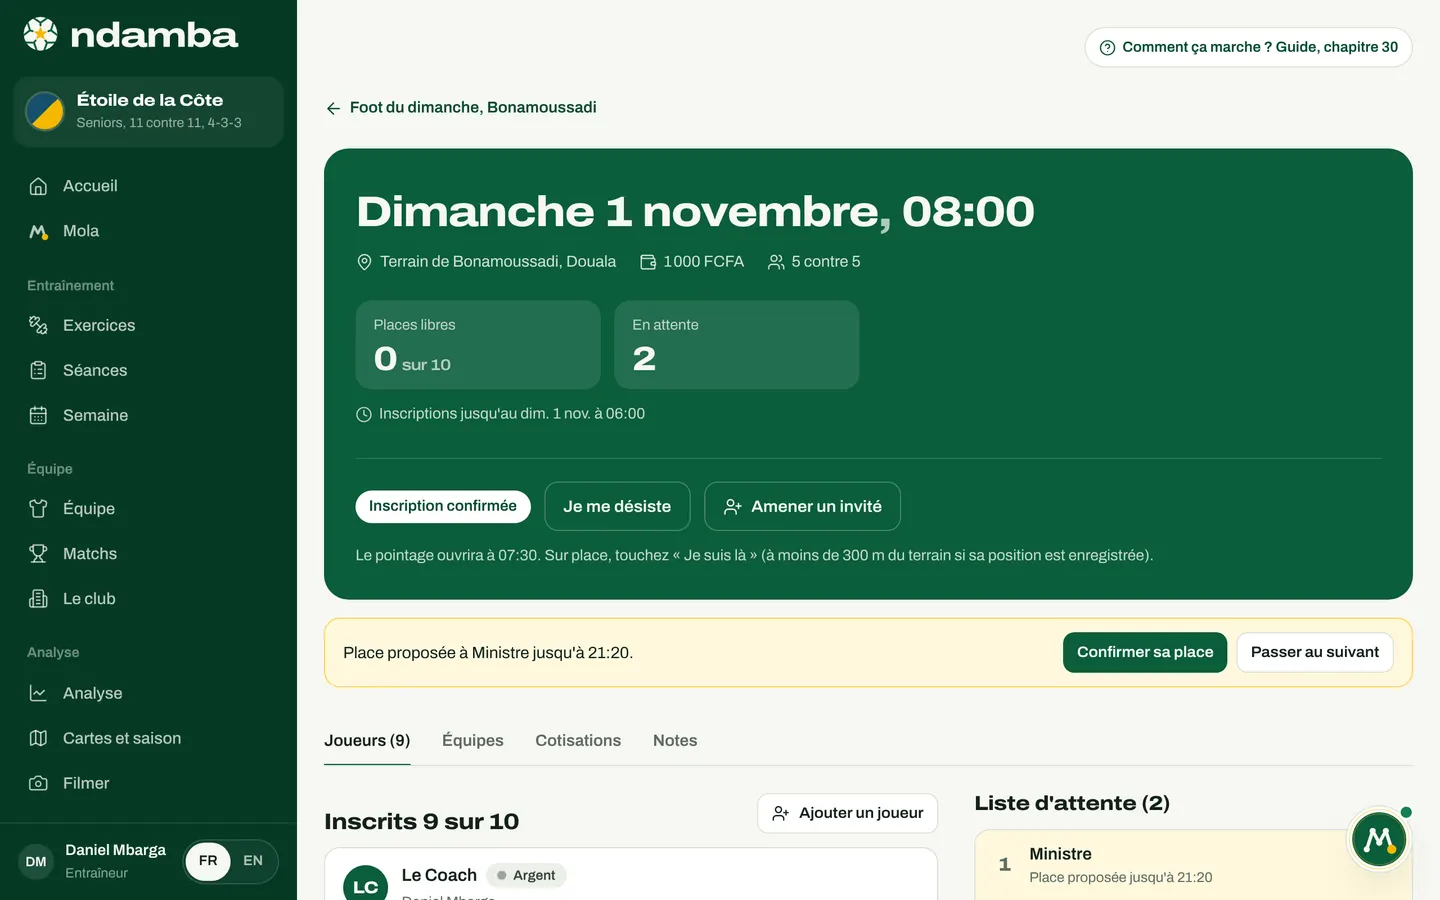 ndamba
Étoile de la Côte
Seniors, 11 contre 11, 4-3-3
Accueil
Mola
Entraînement
Exercices
Séances
Semaine
Équipe
Équipe
Matchs
Le club
Analyse
Analyse
Cartes et saison
Filmer
DM
Daniel Mbarga
Entraîneur
FR
EN
Comment ça marche ? Guide, chapitre 30
Foot du dimanche, Bonamoussadi
Dimanche 1 novembre, 08:00
Terrain de Bonamoussadi, Douala
1 000 FCFA
5 contre 5
Places libres
0 sur 10
En attente
2
Inscriptions jusqu'au dim. 1 nov. à 06:00
Inscription confirmée
Je me désiste
Amener un invité
Le pointage ouvrira à 07:30. Sur place, touchez « Je suis là » (à moins de 300 m du terrain si sa position est enregistrée).
Place proposée à Ministre jusqu'à 21:20.
Confirmer sa place
Passer au suivant
Joueurs (9)
Équipes
Cotisations
Notes
Inscrits 9 sur 10
Ajouter un joueur
LC
Le Coach
Argent
Daniel Mbarga
Liste d'attente (2)
1
Ministre
Place proposée jusqu'à 21:20